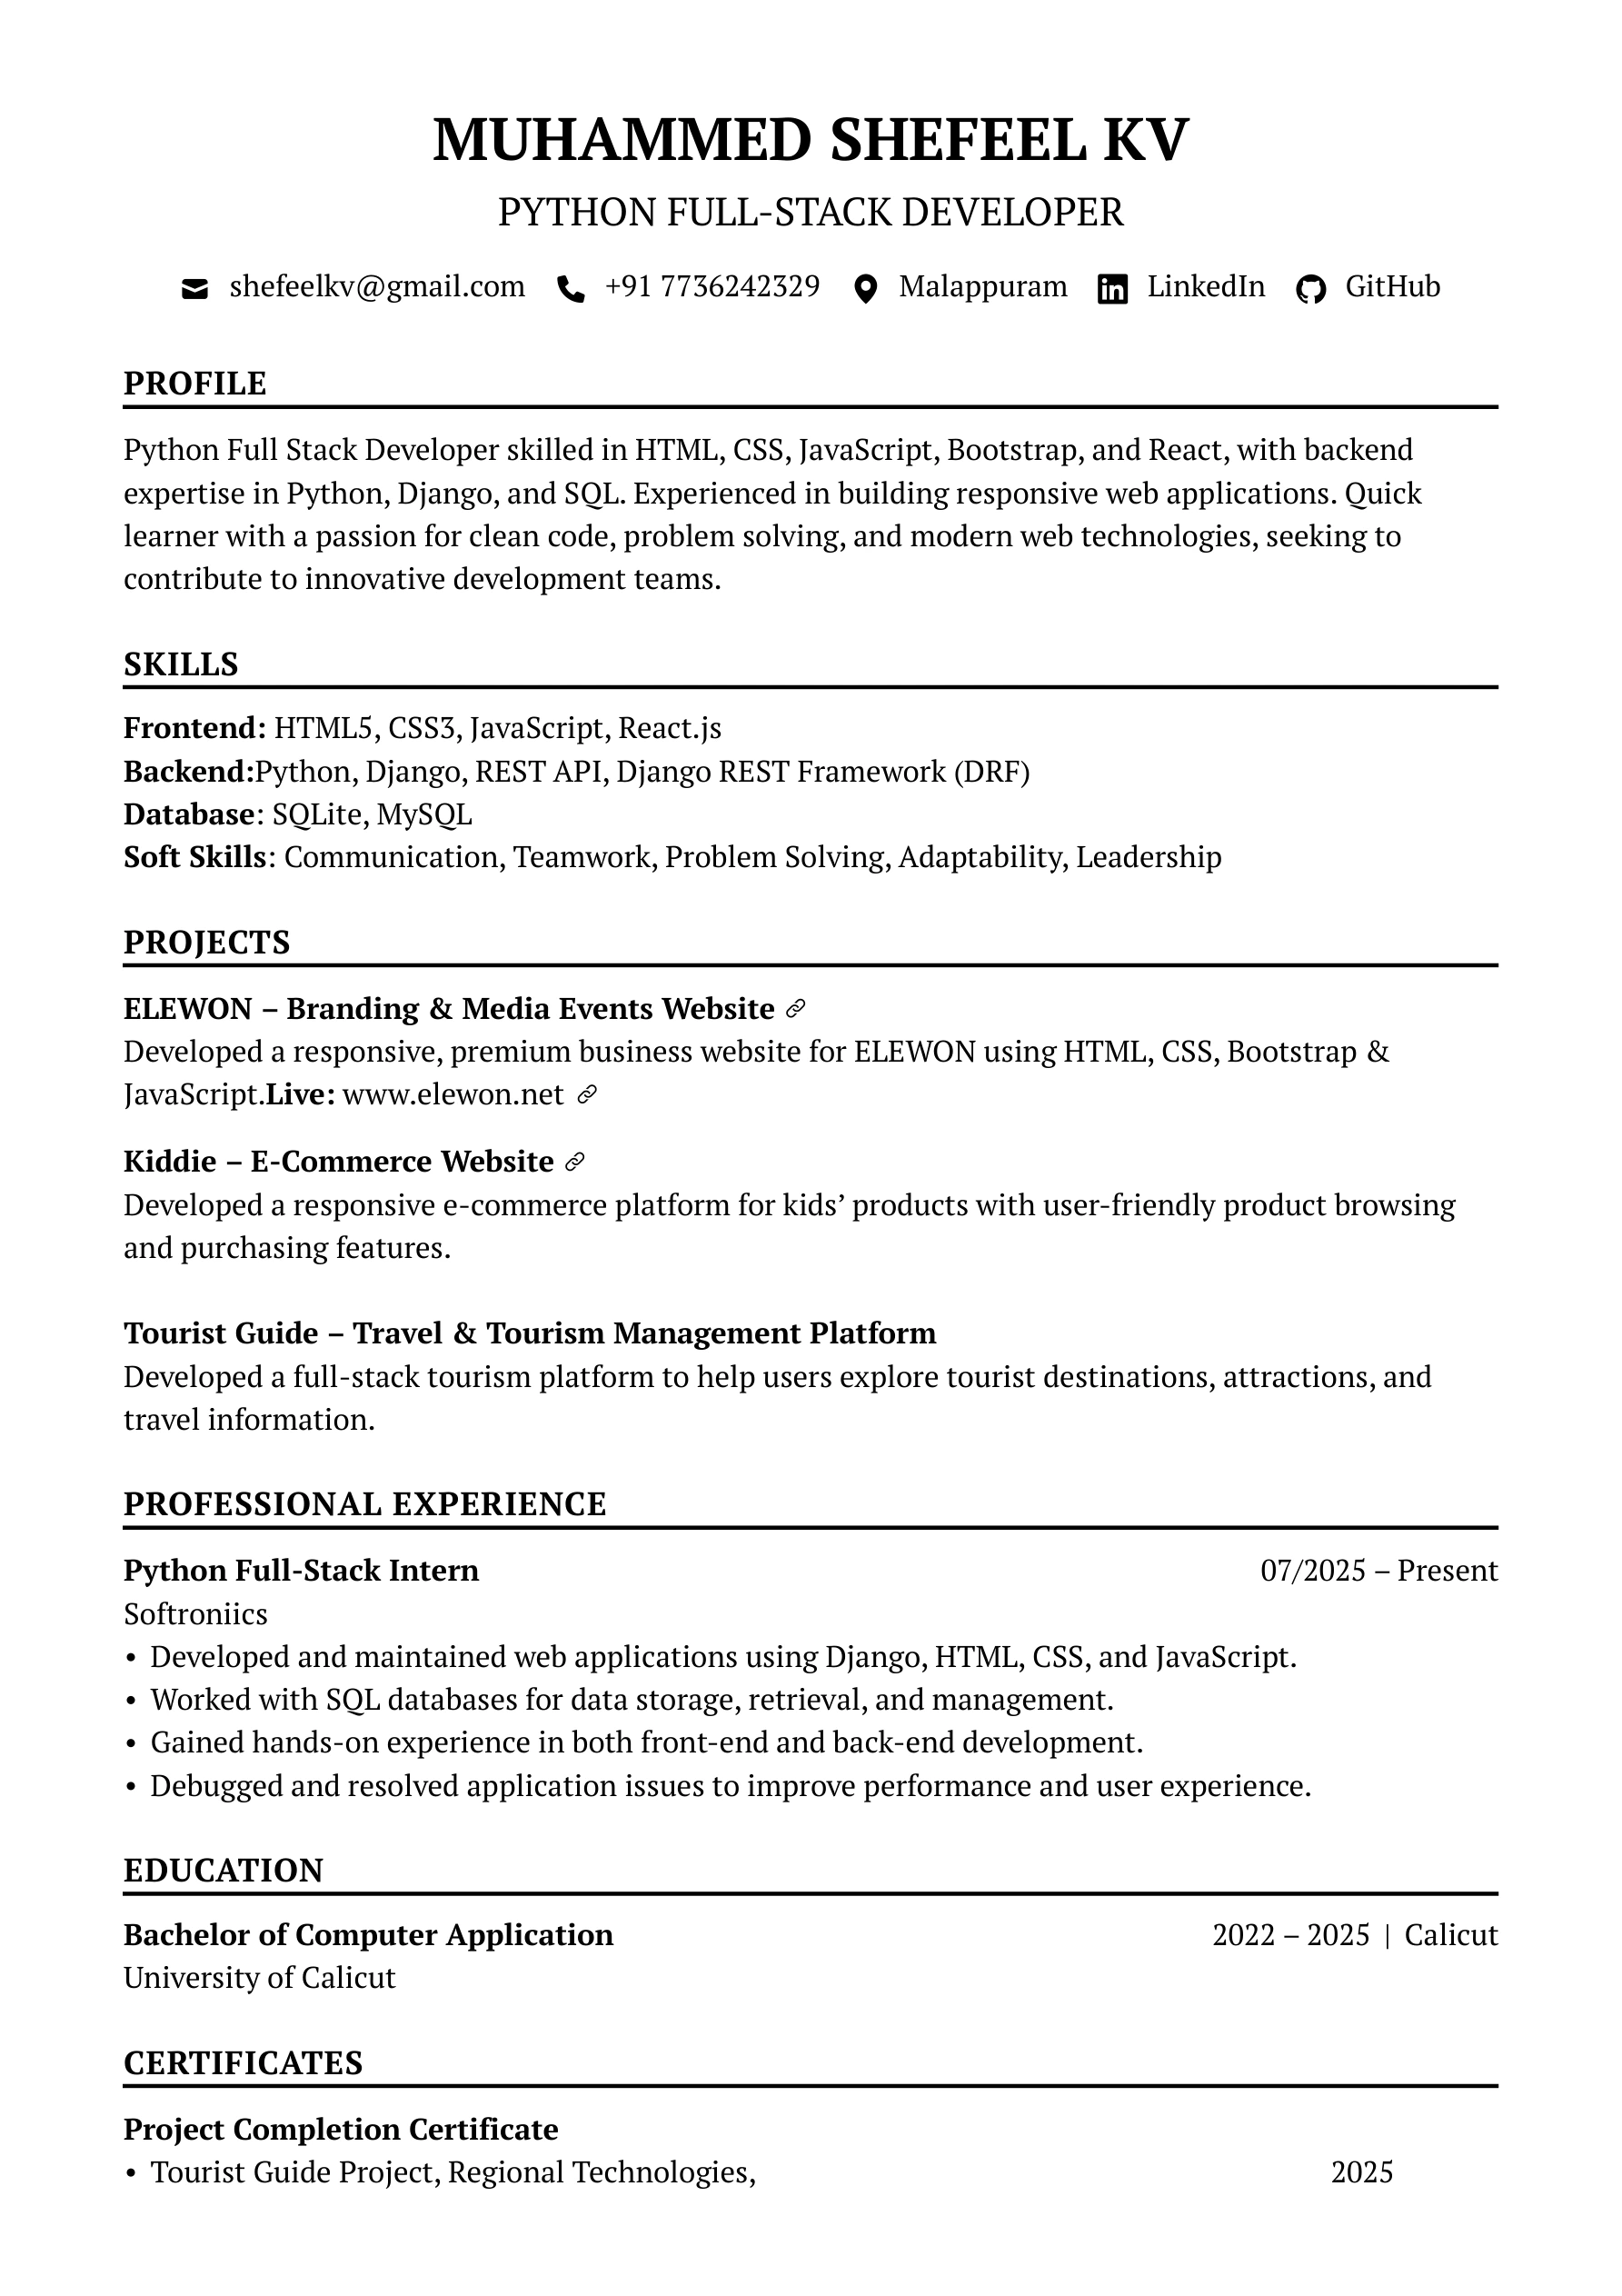 MUHAMMED SHEFEEL KV
PYTHON FULL-STACK DEVELOPER
shefeelkv@gmail.com +91 7736242329 Malappuram LinkedIn GitHub
PROFILE
Python Full Stack Developer skilled in HTML, CSS, JavaScript, Bootstrap, and React, with backend
expertise in Python, Django, and SQL. Experienced in building responsive web applications. Quick
learner with a passion for clean code, problem solving, and modern web technologies, seeking to
contribute to innovative development teams.
SKILLS
Frontend: HTML5, CSS3, JavaScript, React.js
Backend:Python, Django, REST API, Django REST Framework (DRF)
Database: SQLite, MySQL
Soft Skills: Communication, Teamwork, Problem Solving, Adaptability, Leadership
PROJECTS
ELEWON – Branding & Media Events Website
Developed a responsive, premium business website for ELEWON using HTML, CSS, Bootstrap &
JavaScript.Live: www.elewon.net
Kiddie – E-Commerce Website
Developed a responsive e-commerce platform for kids’ products with user-friendly product browsing
and purchasing features.
Tourist Guide – Travel & Tourism Management Platform
Developed a full-stack tourism platform to help users explore tourist destinations, attractions, and
travel information.
PROFESSIONAL EXPERIENCE
Python Full-Stack Intern 07/2025 – Present
Softroniics
• Developed and maintained web applications using Django, HTML, CSS, and JavaScript.
• Worked with SQL databases for data storage, retrieval, and management.
• Gained hands-on experience in both front-end and back-end development.
• Debugged and resolved application issues to improve performance and user experience.
EDUCATION
Bachelor of Computer Application 2022 – 2025 | Calicut
University of Calicut
CERTIFICATES
Project Completion Certificate
• Tourist Guide Project, Regional Technologies, 2025